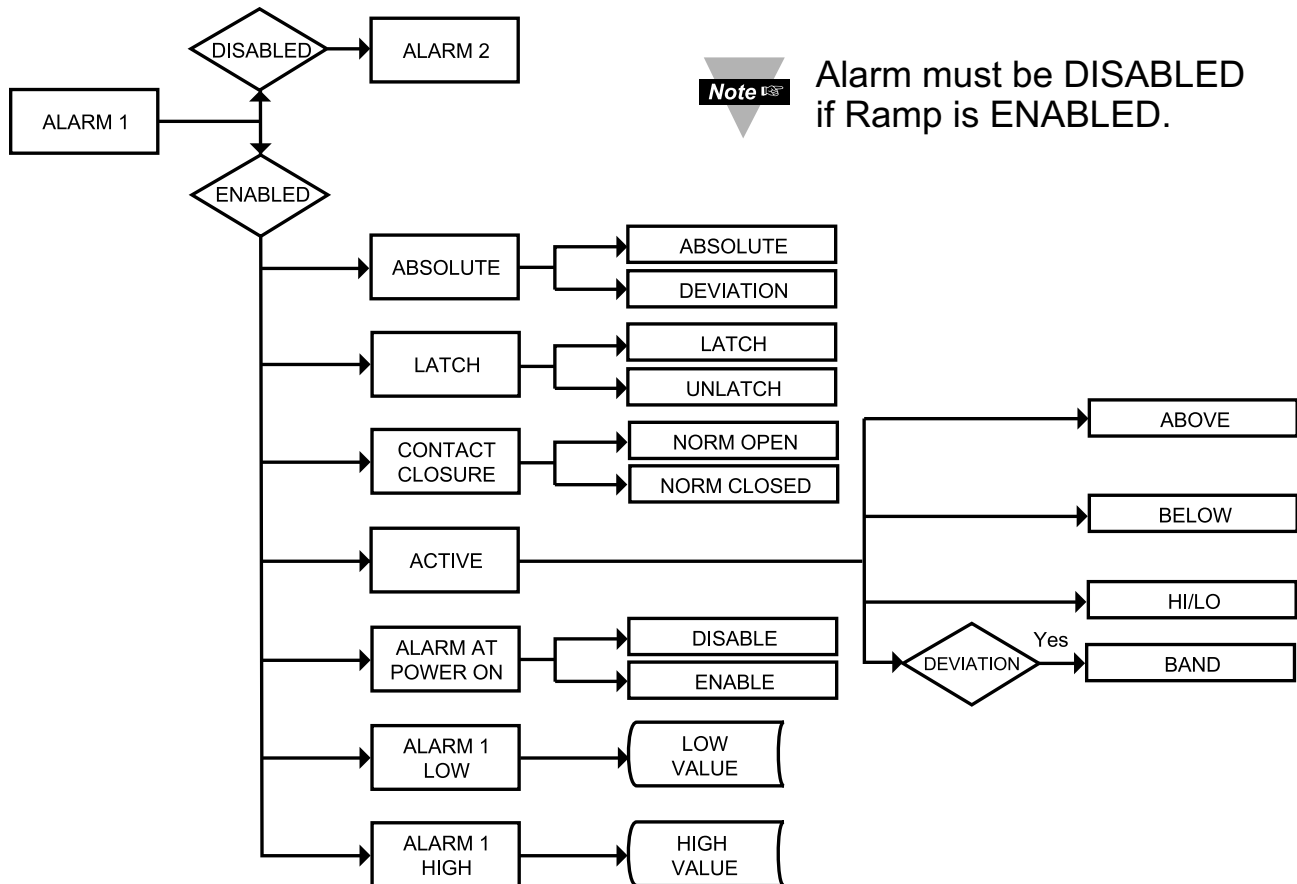 DISABLED
ALARM 2
Note
Alarm must be DISABLED
if Ramp is ENABLED.
ALARM 1
ENABLED
ABSOLUTE
ABSOLUTE
DEVIATION
LATCH
LATCH
UNLATCH
CONTACT
CLOSURE
NORM OPEN
NORM CLOSED
ACTIVE
ABOVE
BELOW
HI/LO
DEVIATION
Yes
BAND
ALARM AT
POWER ON
DISABLE
ENABLE
ALARM 1
LOW
LOW
VALUE
ALARM 1
HIGH
HIGH
VALUE